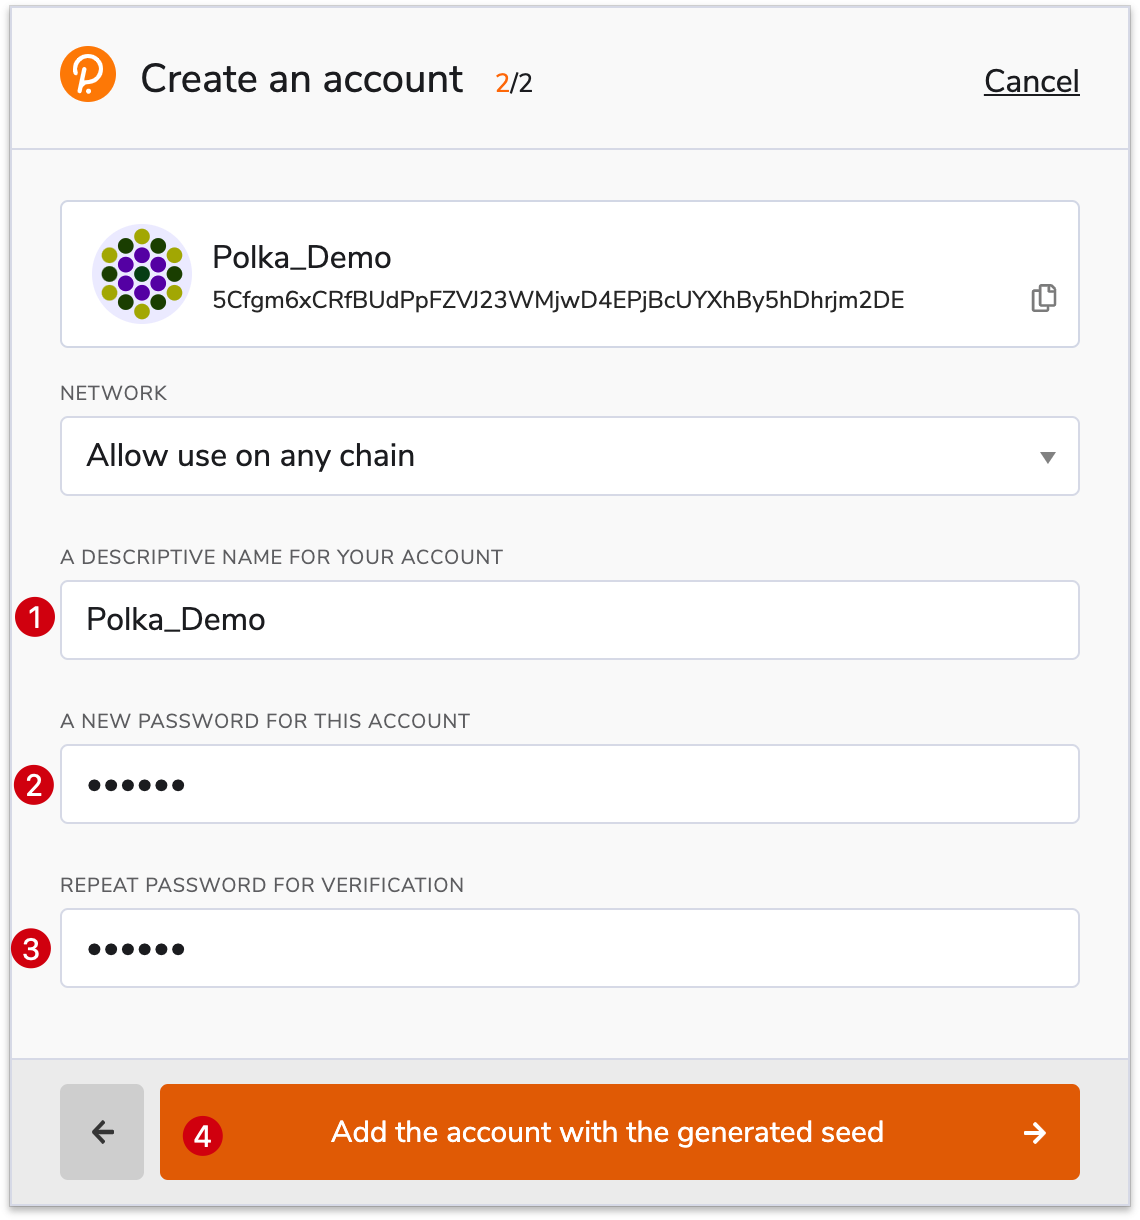 Create an account 2/2 Cancel
Polka_Demo
5Cfgm6xCRfBUdPpFZVJ23WMjwD4EPjBcUYXhBy5hDhrjm2DE
NETWORK
Allow use on any chain
A DESCRIPTIVE NAME FOR YOUR ACCOUNT
1 Polka_Demo
A NEW PASSWORD FOR THIS ACCOUNT
2 ••••••
REPEAT PASSWORD FOR VERIFICATION
3 ••••••
4 Add the account with the generated seed